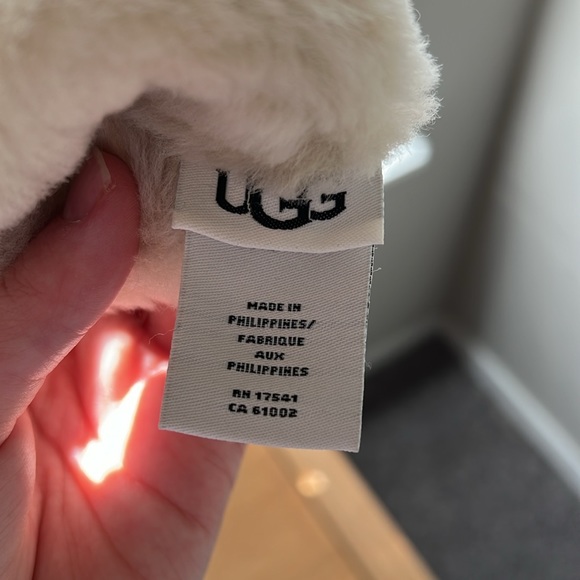 UGG
MADE IN
PHILIPPINES/
FABRIQUE
AUX
PHILIPPINES
RN 17541
CA 61002